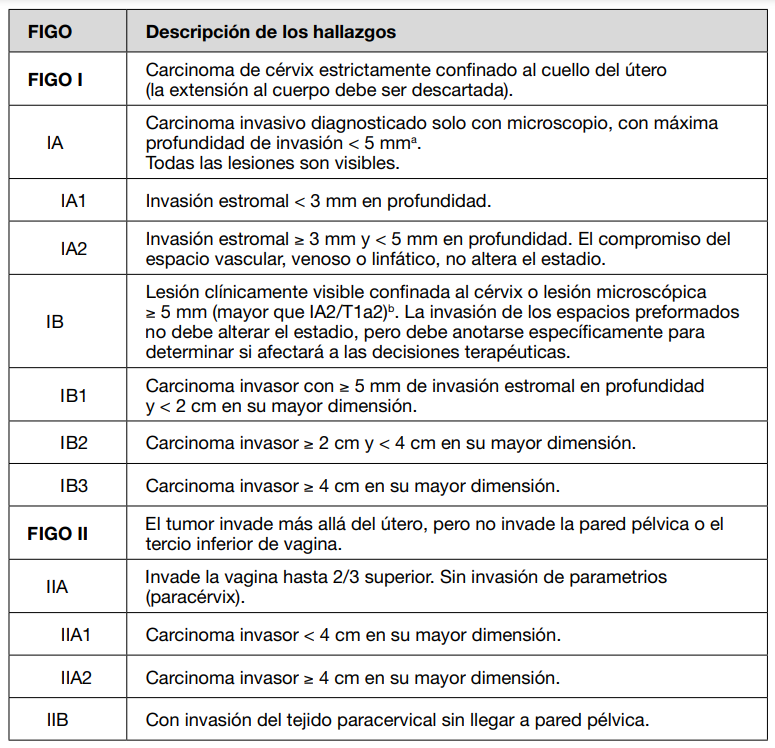 FIGO Descripción de los hallazgos
FIGO I Carcinoma de cérvix estrictamente confinado al cuello del útero
(la extensión al cuerpo debe ser descartada).
IA Carcinoma invasivo diagnosticado solo con microscopio, con máxima
profundidad de invasión < 5 mmª.
Todas las lesiones son visibles.
IA1 Invasión estromal < 3 mm en profundidad.
IA2 Invasión estromal ≥ 3 mm y < 5 mm en profundidad. El compromiso del
espacio vascular, venoso o linfático, no altera el estadio.
IB Lesión clínicamente visible confinada al cérvix o lesión microscópica
≥ 5 mm (mayor que IA2/T1a2)ᵇ. La invasión de los espacios preformados
no debe alterar el estadio, pero debe anotarse específicamente para
determinar si afectará a las decisiones terapéuticas.
IB1 Carcinoma invasor con ≥ 5 mm de invasión estromal en profundidad
y < 2 cm en su mayor dimensión.
IB2 Carcinoma invasor ≥ 2 cm y < 4 cm en su mayor dimensión.
IB3 Carcinoma invasor ≥ 4 cm en su mayor dimensión.
FIGO II El tumor invade más allá del útero, pero no invade la pared pélvica o el
tercio inferior de vagina.
IIA Invade la vagina hasta 2/3 superior. Sin invasión de parametrios
(paracérvix).
IIA1 Carcinoma invasor < 4 cm en su mayor dimensión.
IIA2 Carcinoma invasor ≥ 4 cm en su mayor dimensión.
IIB Con invasión del tejido paracervical sin llegar a pared pélvica.